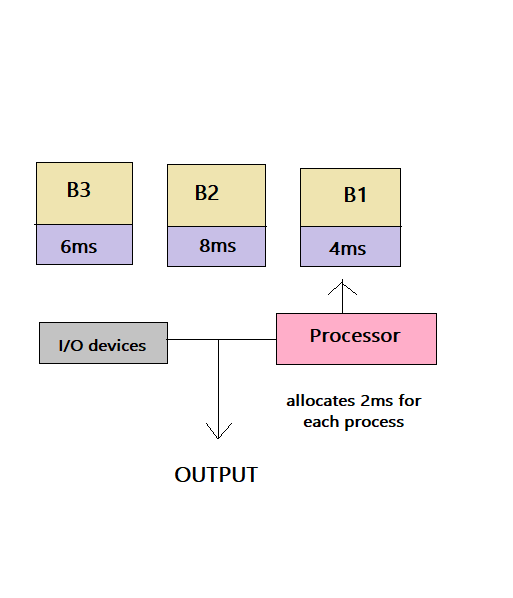 B3
B2
B1
6ms
8ms
4ms
I/O devices
Processor
allocates 2ms for
each process
OUTPUT